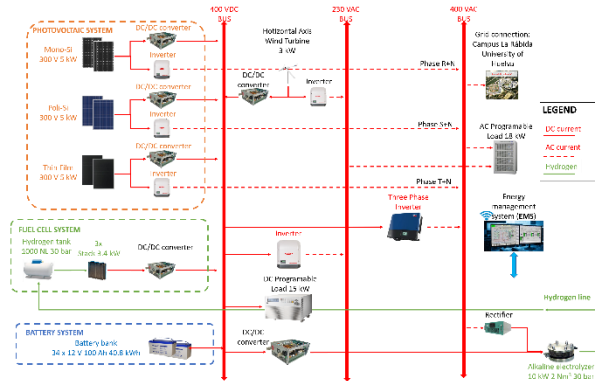 400 VDC
BUS
230 VAC
BUS
400 VAC
BUS
PHOTOVOLTAIC SYSTEM
DC/DC converter
Mono-Si
300 V 5 kW
Inverter
DC/DC converter
Poli-Si
300 V 5 kW
Inverter
DC/DC converter
Thin Film
300 V 5 kW
Inverter
Horizontal Axis
Wind Turbine
3 kW
DC/DC
converter
Inverter
Phase R+N
Phase S+N
Phase T+N
Grid connection:
Campus La Rábida
University of
Huelva
LEGEND
DC current
AC current
Hydrogen
AC Programable
Load 18 kW
Three Phase
Inverter
Energy
management
system (EMS)
FUEL CELL SYSTEM
Hydrogen tank
1000 NL 30 bar
Stack 3.4 kW
DC/DC converter
Inverter
DC Programable
Load 15 kW
Hydrogen line
BATTERY SYSTEM
Battery bank
12 V 100 Ah 40.8 kWh
DC/DC
converter
Rectifier
Alkaline electrolyzer
10 kW 2 Nm³ 30 bar